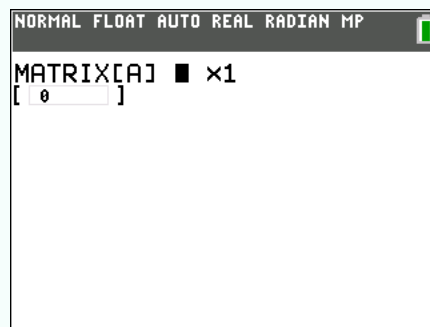 NORMAL FLOAT AUTO REAL RADIAN MP
MATRIX[A] █ ×1
[ 0 ]